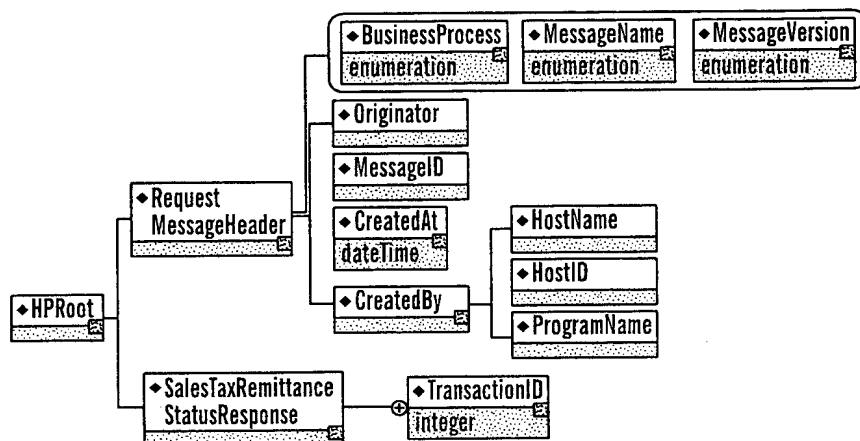 BusinessProcess
enumeration
MessageName
enumeration
MessageVersion
enumeration
Originator
MessageID
Request
MessageHeader
CreatedAt
dateTime
HostName
HostID
HPRoot
CreatedBy
ProgramName
SalesTaxRemittance
StatusResponse
TransactionID
integer